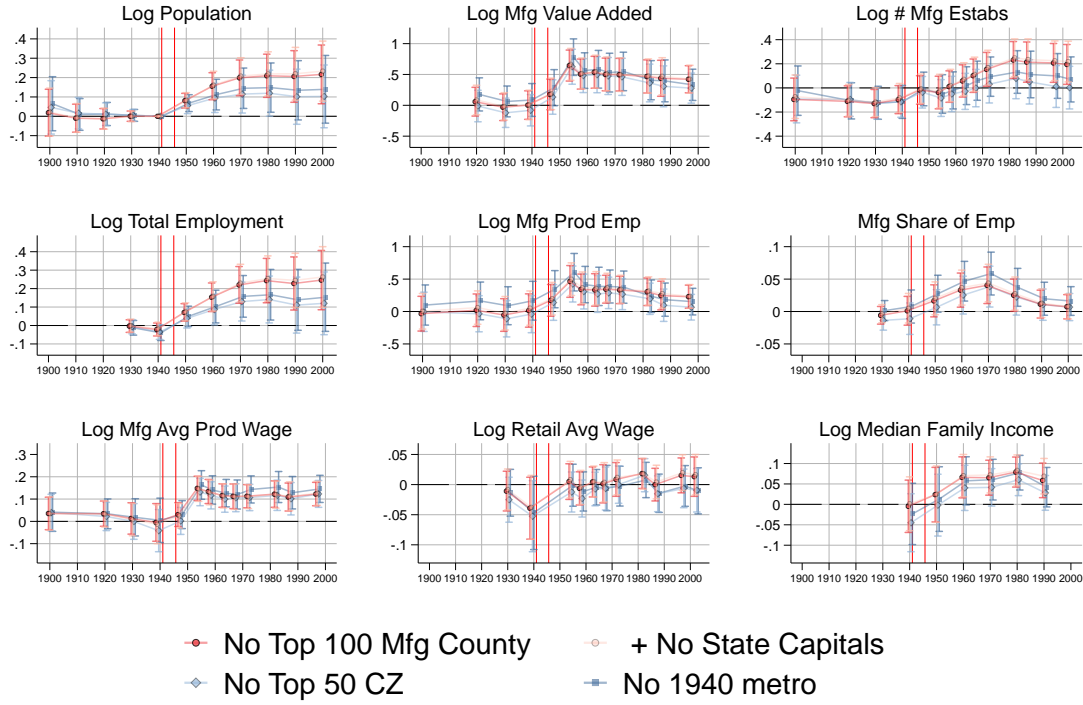 Log Population
Log Mfg Value Added
Log # Mfg Estabs
.4
.3
.2
.1
0
-.1
1900 1910 1920 1930 1940 1950 1960 1970 1980 1990 2000
1
.5
0
-.5
1900 1910 1920 1930 1940 1950 1960 1970 1980 1990 2000
.4
.2
0
-.2
-.4
1900 1910 1920 1930 1940 1950 1960 1970 1980 1990 2000
Log Total Employment
Log Mfg Prod Emp
Mfg Share of Emp
.4
.3
.2
.1
0
-.1
1900 1910 1920 1930 1940 1950 1960 1970 1980 1990 2000
1
.5
0
-.5
1900 1910 1920 1930 1940 1950 1960 1970 1980 1990 2000
.1
.05
0
-.05
1900 1910 1920 1930 1940 1950 1960 1970 1980 1990 2000
Log Mfg Avg Prod Wage
Log Retail Avg Wage
Log Median Family Income
.3
.2
.1
0
-.1
1900 1910 1920 1930 1940 1950 1960 1970 1980 1990 2000
.05
0
-.05
-.1
1900 1910 1920 1930 1940 1950 1960 1970 1980 1990 2000
.1
.05
0
-.05
-.1
1900 1910 1920 1930 1940 1950 1960 1970 1980 1990 2000
No Top 100 Mfg County
+ No State Capitals
No Top 50 CZ
No 1940 metro